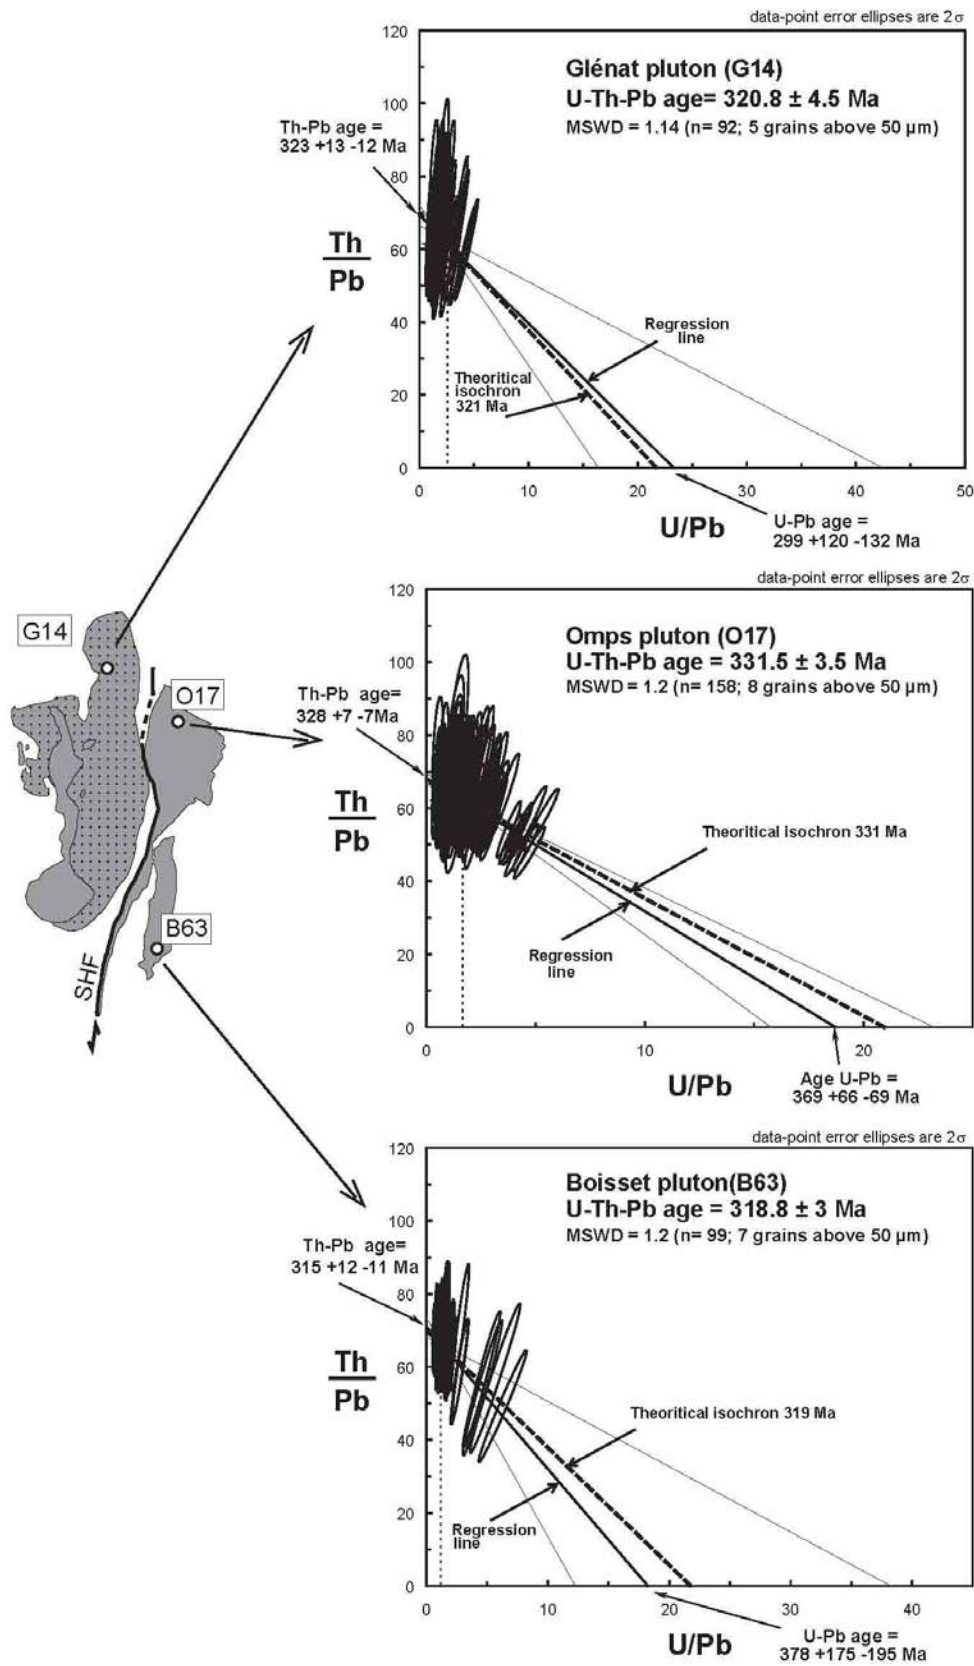 data-point error ellipses are 2σ
120
100
80
60
40
20
0
Glénat pluton (G14)
U-Th-Pb age= 320.8 ± 4.5 Ma
MSWD = 1.14 (n= 92; 5 grains above 50 µm)
Th-Pb age =
323 +13 -12 Ma
Th
Pb
Regression
line
Theoritical
isochron
321 Ma
0 10 20 30 40 50
U/Pb
U-Pb age =
299 +120 -132 Ma
G14
O17
B63
SHF
data-point error ellipses are 2σ
120
100
80
60
40
20
0
Omps pluton (O17)
U-Th-Pb age = 331.5 ± 3.5 Ma
MSWD = 1.2 (n= 158; 8 grains above 50 µm)
Th-Pb age=
328 +7 -7Ma
Th
Pb
Theoritical isochron 331 Ma
Regression
line
0 10 20
U/Pb
Age U-Pb =
369 +66 -69 Ma
data-point error ellipses are 2σ
120
100
80
60
40
20
0
Boisset pluton(B63)
U-Th-Pb age = 318.8 ± 3 Ma
MSWD = 1.2 (n= 99; 7 grains above 50 µm)
Th-Pb age=
315 +12 -11 Ma
Th
Pb
Theoritical isochron 319 Ma
Regression
line
0 10 20 30 40
U/Pb
U-Pb age =
378 +175 -195 Ma